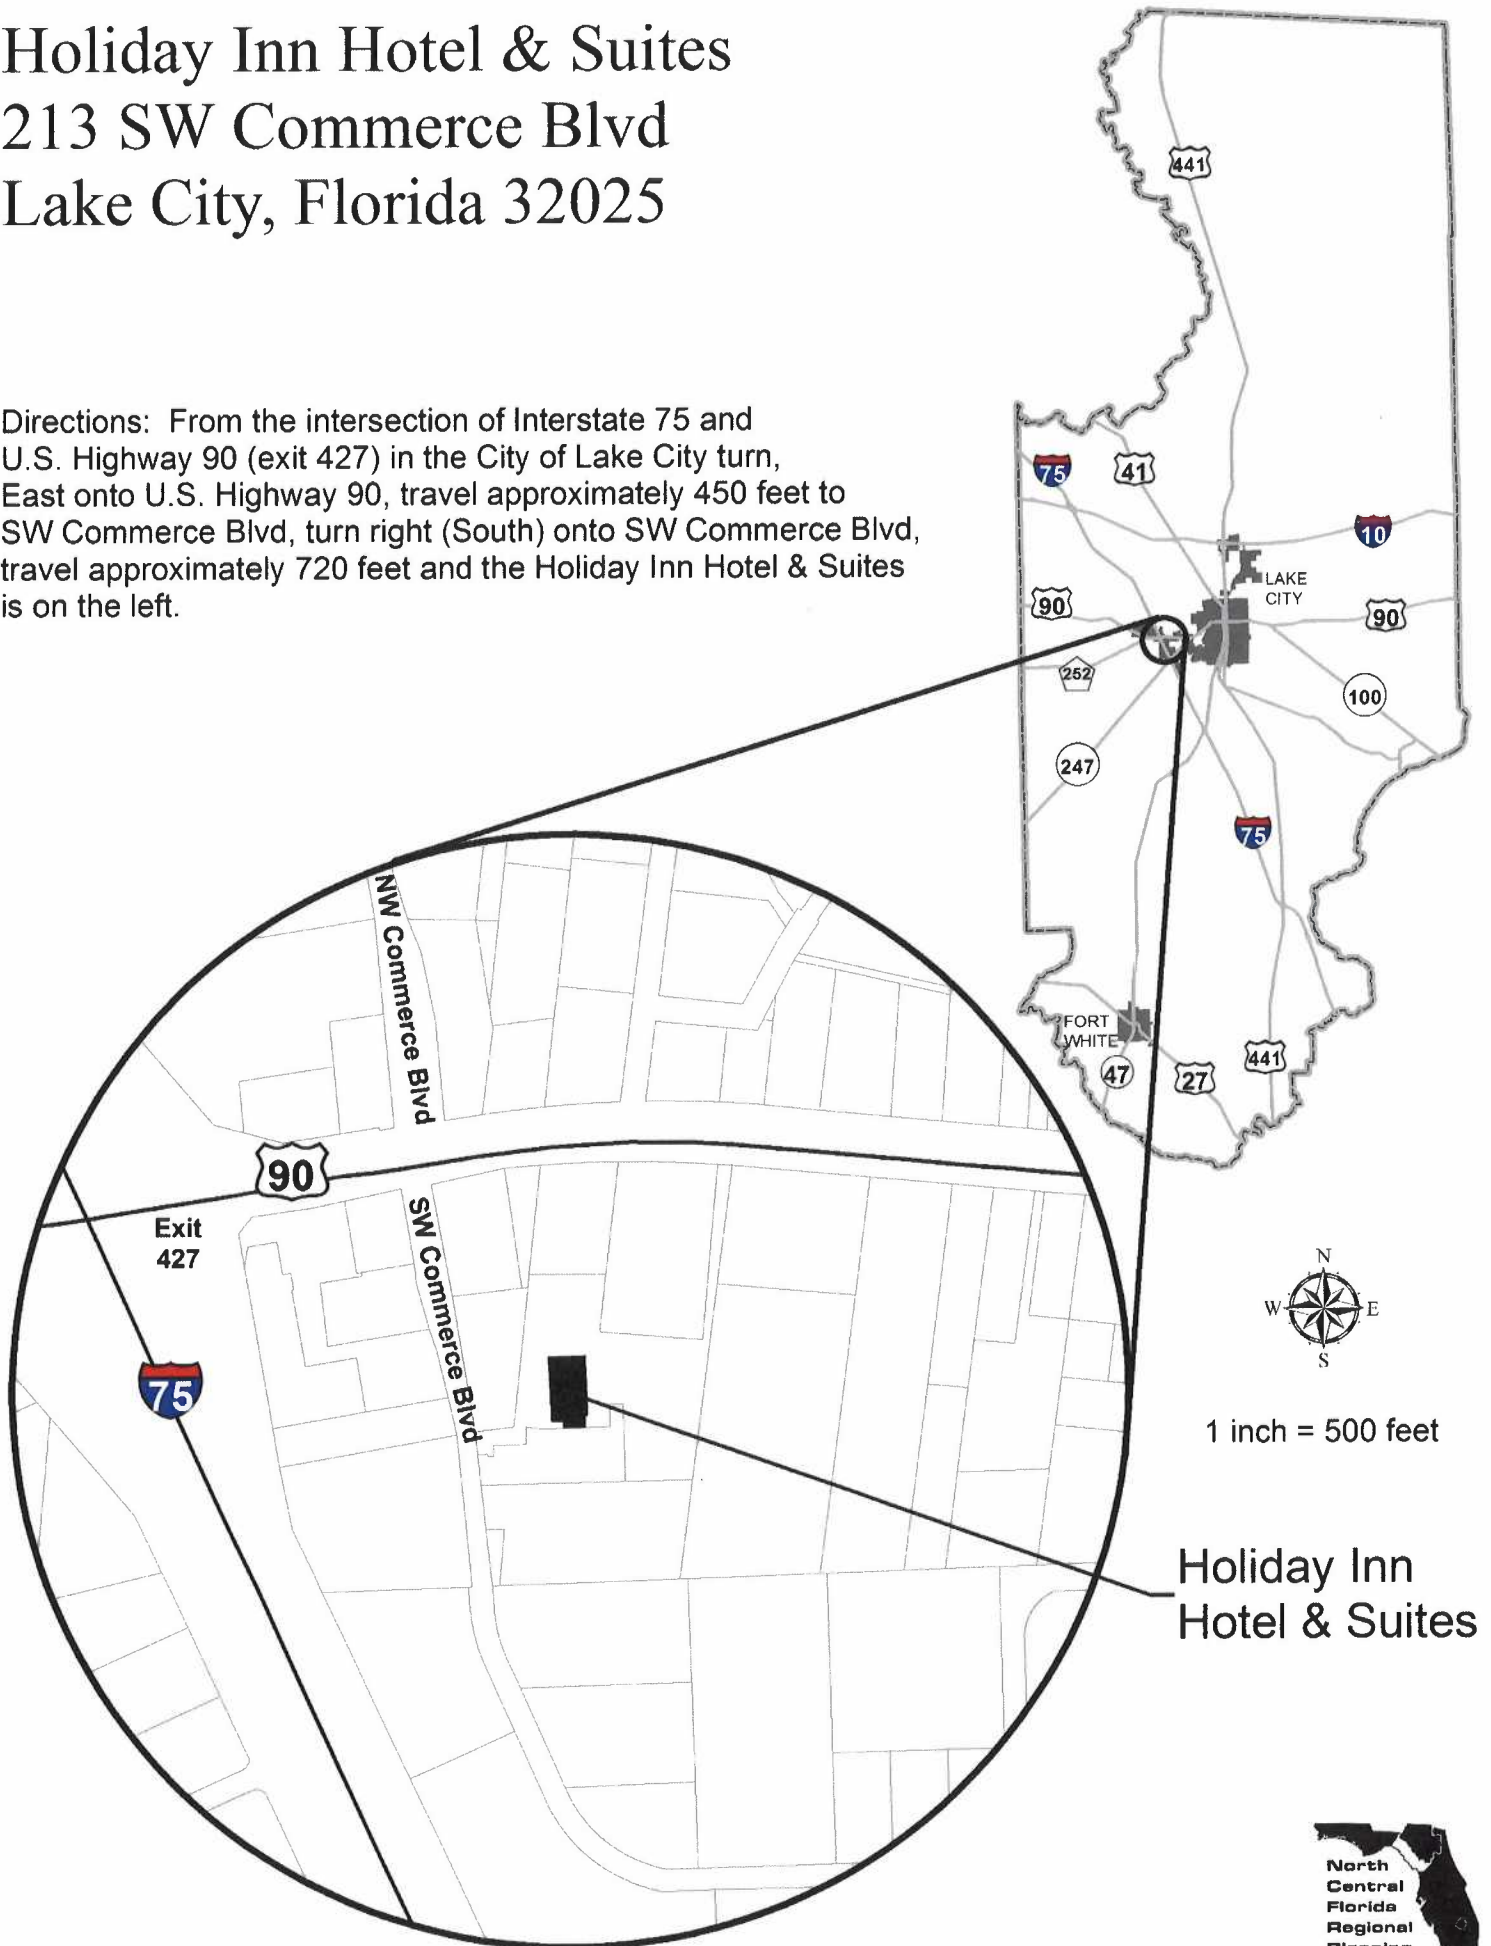 Holiday Inn Hotel & Suites
213 SW Commerce Blvd
Lake City, Florida 32025
Directions: From the intersection of Interstate 75 and
U.S. Highway 90 (exit 427) in the City of Lake City turn,
East onto U.S. Highway 90, travel approximately 450 feet to
SW Commerce Blvd, turn right (South) onto SW Commerce Blvd,
travel approximately 720 feet and the Holiday Inn Hotel & Suites
is on the left.
441
75
41
10
LAKE
CITY
90
90
252
100
247
75
FORT
WHITE
47
27
441
NW Commerce Blvd
90
Exit
427
SW Commerce Blvd
75
N
W
E
S
1 inch = 500 feet
Holiday Inn
Hotel & Suites
North
Central
Florida
Regional